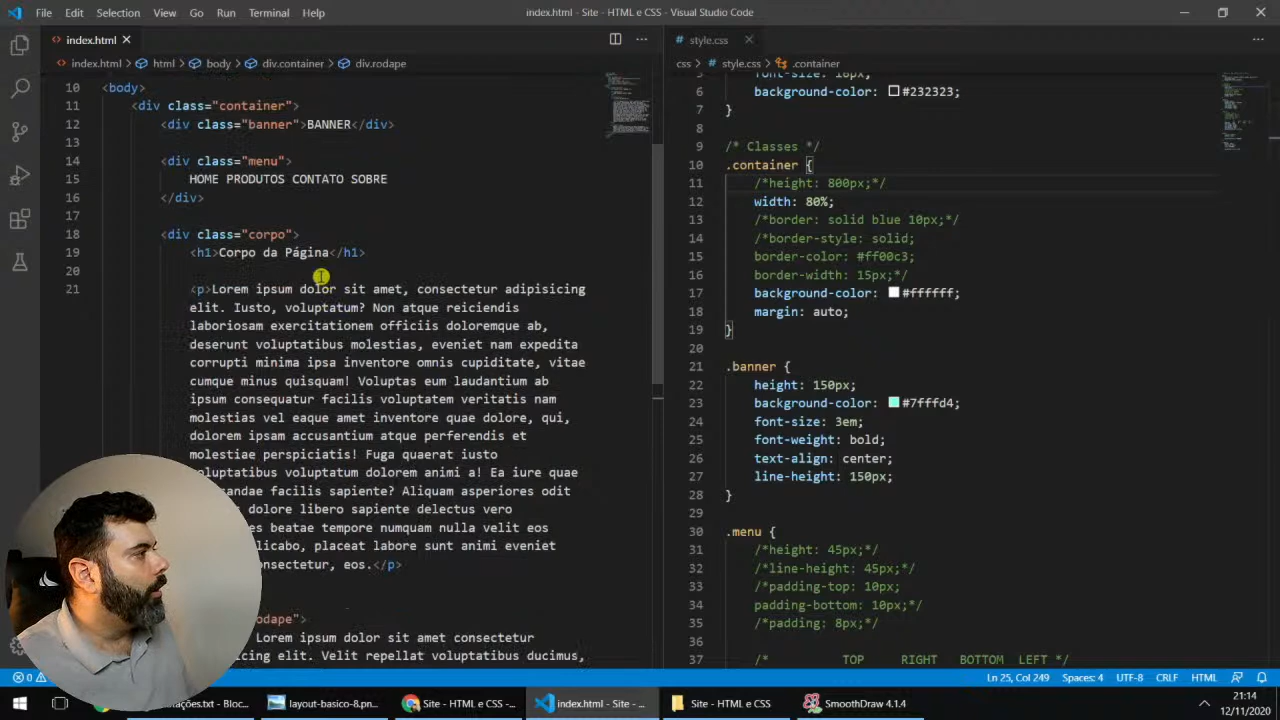 File Edit Selection View Go Run Terminal Help
index.html - Site - HTML e CSS - Visual Studio Code
index.html
index.html > html > body > div.container > div.rodape
10 <body>
11 <div class="container">
12 <div class="banner">BANNER</div>
13
14 <div class="menu">
15 HOME PRODUTOS CONTATO SOBRE
16 </div>
17
18 <div class="corpo">
19 <h1>Corpo da Página</h1>
20
21 <p>Lorem ipsum dolor sit amet, consectetur adipisicing
elit. Iusto, voluptatum? Non atque reiciendis
laboriosam exercitationem officiis doloremque ab,
deserunt voluptatibus molestias, eveniet nam expedita
corrupti minima ipsa inventore omnis cupiditate, vitae
cumque minus quisquam! Voluptas eum laudantium ab
ipsum consequatur facilis voluptatem veritatis nam
molestias vel eaque amet inventore quae dolore, qui,
dolorem ipsam accusantium atque perferendis et
molestiae perspiciatis! Fuga quaerat iusto
voluptatibus voluptatum dolorem animi a! Ea iure quae
facilis sapiente? Aliquam asperiores odit
dolore libero sapiente delectus vero
beatae tempore numquam nulla velit eos
placeat labore sunt animi eveniet
consectetur, eos.</p>
rodape">
Lorem ipsum dolor sit amet consectetur
elit. Velit repellat voluptatibus ducimus,
style.css
css > style.css > .container
6 background-color: #232323;
7 }
8
9 /* Classes */
10 .container {
11 /*height: 800px;*/
12 width: 80%;
13 /*border: solid blue 10px;*/
14 /*border-style: solid;
15 border-color: #ff00c3;
16 border-width: 15px;*/
17 background-color: #ffffff;
18 margin: auto;
19 }
20
21 .banner {
22 height: 150px;
23 background-color: #7fffd4;
24 font-size: 3em;
25 font-weight: bold;
26 text-align: center;
27 line-height: 150px;
28 }
29
30 .menu {
31 /*height: 45px;*/
32 /*line-height: 45px;*/
33 /*padding-top: 10px;
34 padding-bottom: 10px;*/
35 /*padding: 8px;*/
36
37 /* TOP RIGHT BOTTOM LEFT */
0
Ln 25, Col 249 Spaces: 4 UTF-8 CRLF HTML
- Bloc...
layout-basico-8.pn...
Site - HTML e CSS -...
index.html - Site - ...
Site - HTML e CSS
SmoothDraw 4.1.4
21:14
12/11/2020